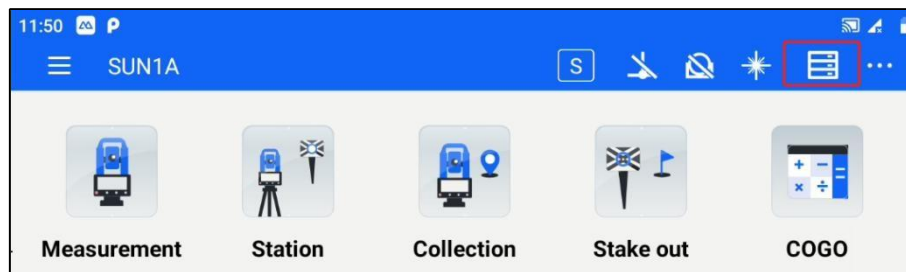 11:50 P
SUN1A S
Measurement Station Collection Stake out COGO